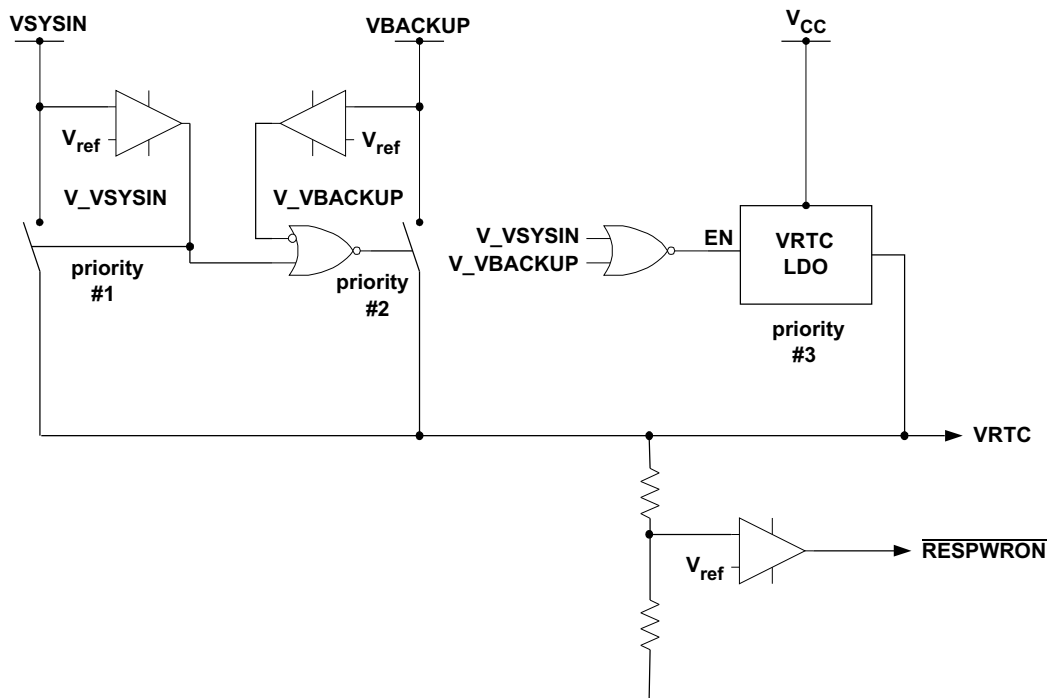 VSYSIN
VBACKUP
VCC
Vref
Vref
V_VSYSIN
V_VBACKUP
priority
#1
priority
#2
V_VSYSIN
V_VBACKUP
EN
VRTC
LDO
priority
#3
VRTC
Vref
RESPWRON